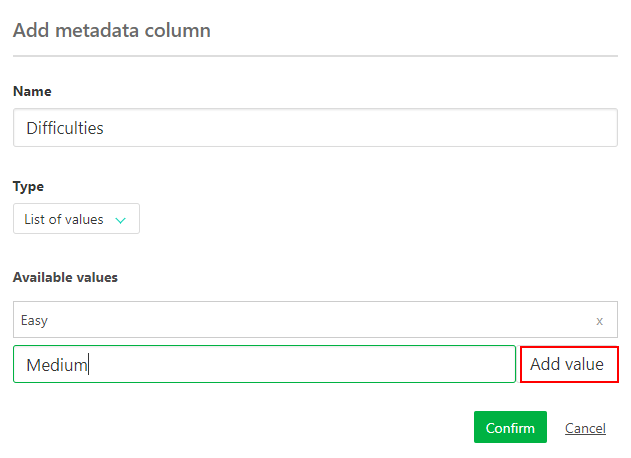 Add metadata column
Name
Difficulties
Type
List of values
Available values
Easy x
Medium Add value
Confirm Cancel